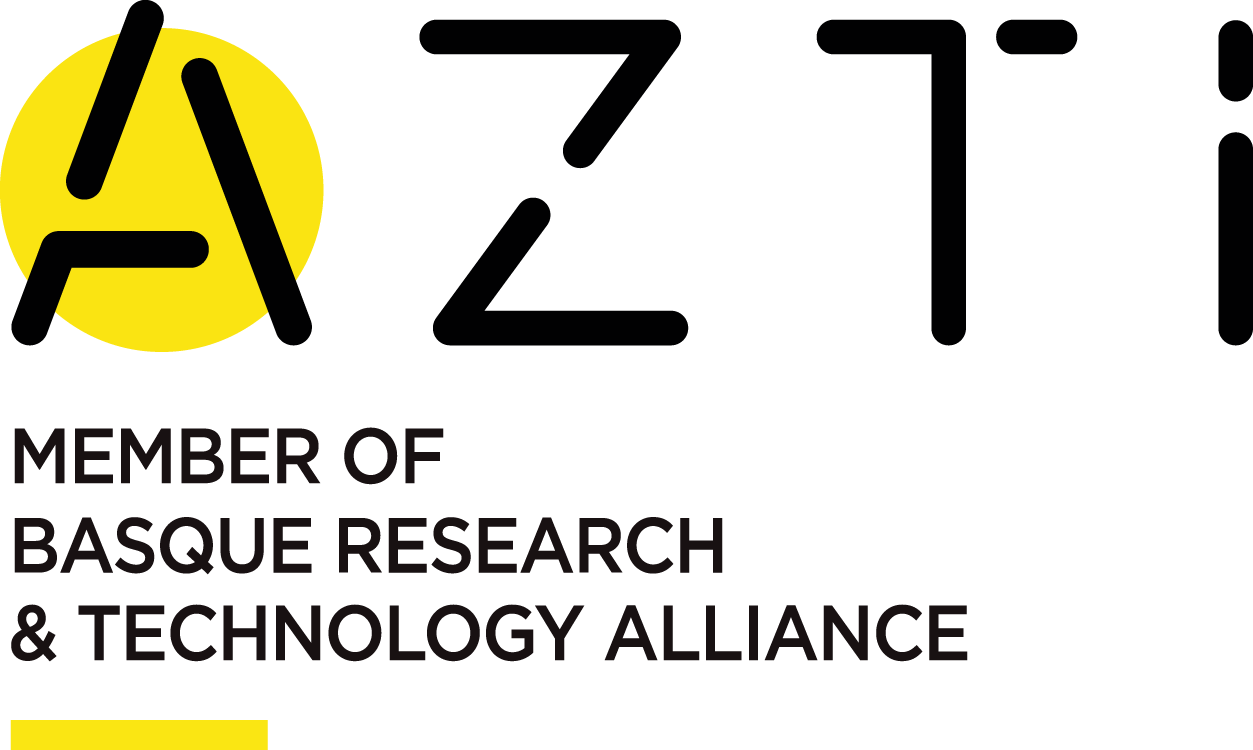 AZTI
MEMBER OF
BASQUE RESEARCH
& TECHNOLOGY ALLIANCE